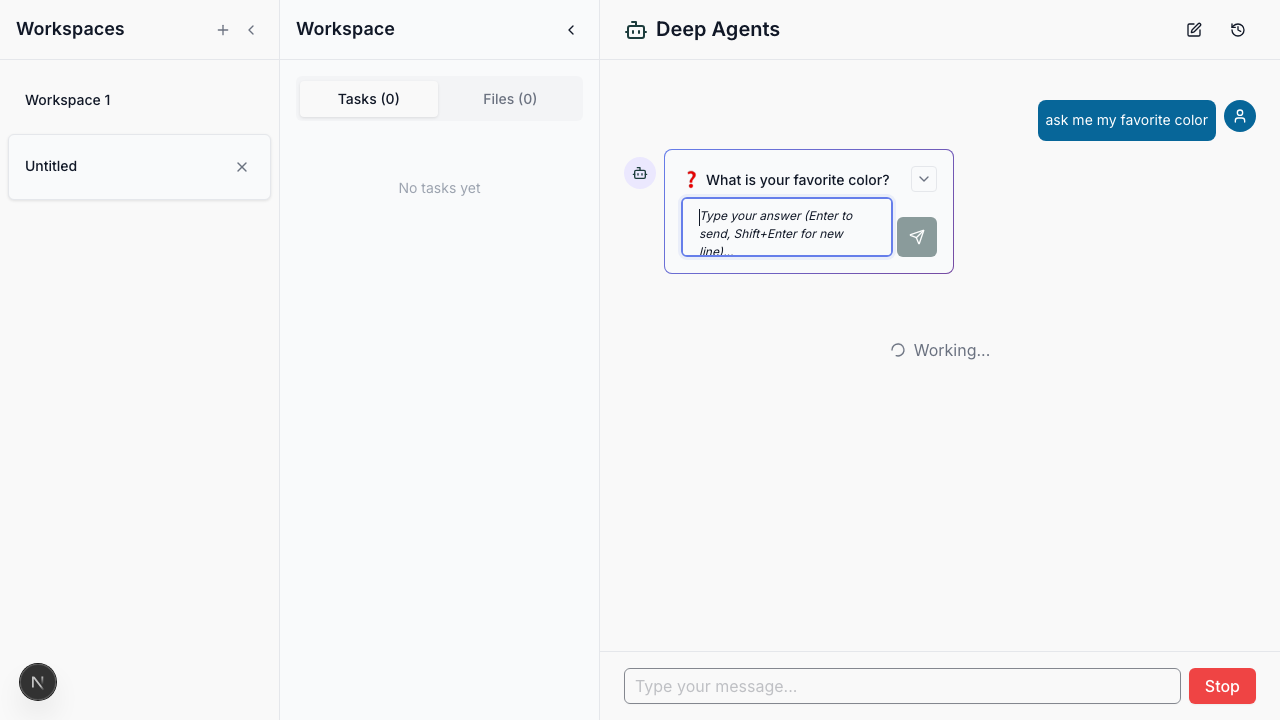 Workspaces
Workspace 1
Untitled
Workspace
Tasks (0)
Files (0)
No tasks yet
Deep Agents
ask me my favorite color
❓ What is your favorite color?
Type your answer (Enter to
send, Shift+Enter for new
line)...
Working...
Type your message...
Stop
N